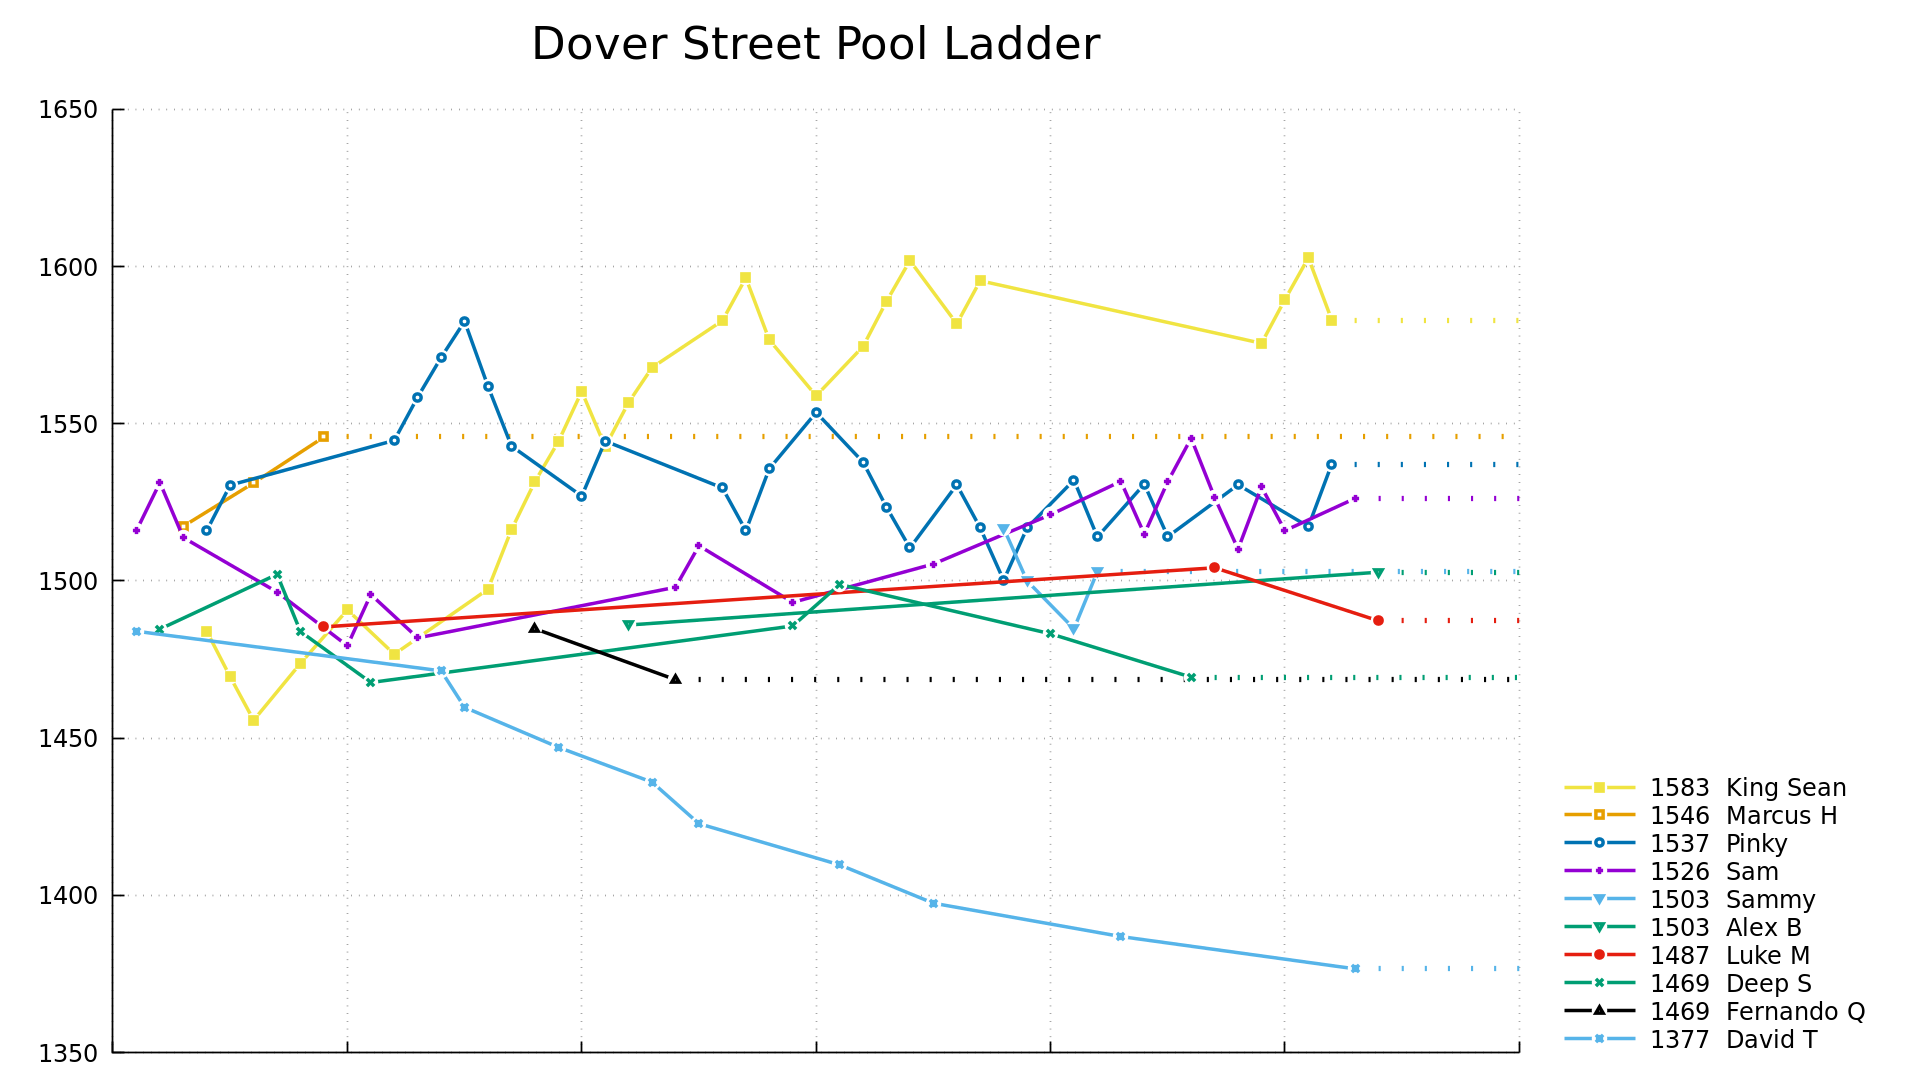 Dover Street Pool Ladder
1650
1600
1550
1500
1450
1400
1350
1583 King Sean
1546 Marcus H
1537 Pinky
1526 Sam
1503 Sammy
1503 Alex B
1487 Luke M
1469 Deep S
1469 Fernando Q
1377 David T